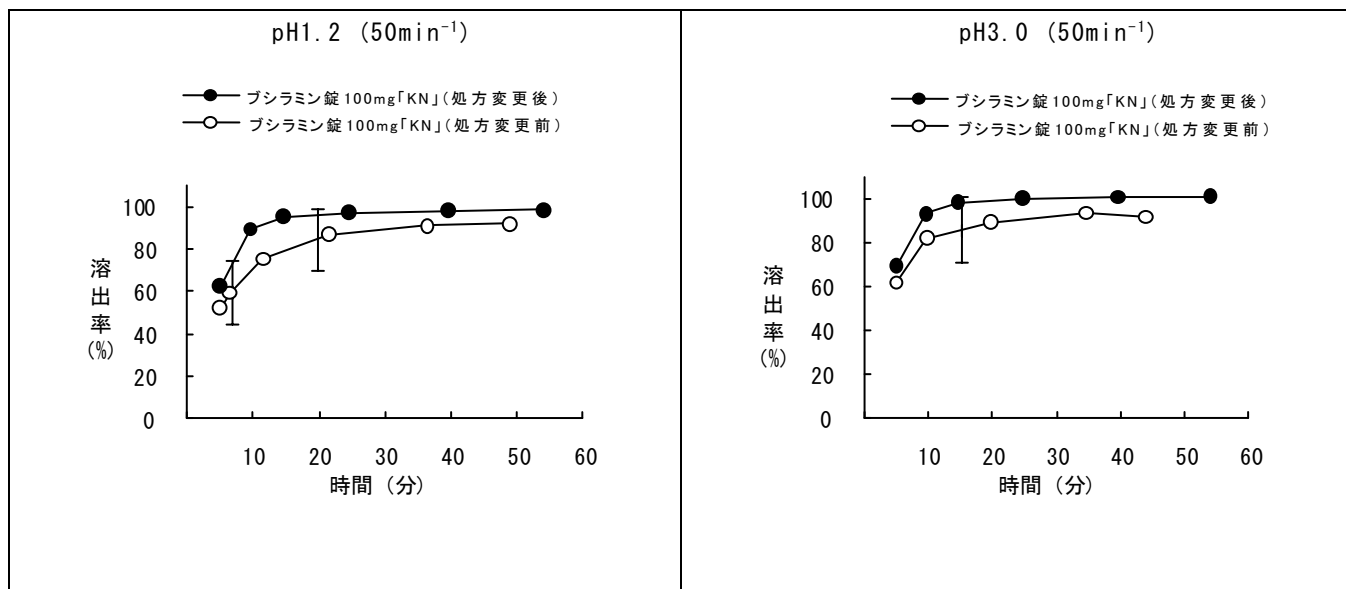 pH1.2 (50min⁻¹)
ブシラミン錠100mg「KN」(処方変更後)
ブシラミン錠100mg「KN」(処方変更前)
100
80
60
40
20
0
溶出率(%)
10 20 30 40 50 60
時間 (分)
pH3.0 (50min⁻¹)
ブシラミン錠100mg「KN」(処方変更後)
ブシラミン錠100mg「KN」(処方変更前)
100
80
60
40
20
0
溶出率(%)
10 20 30 40 50 60
時間 (分)